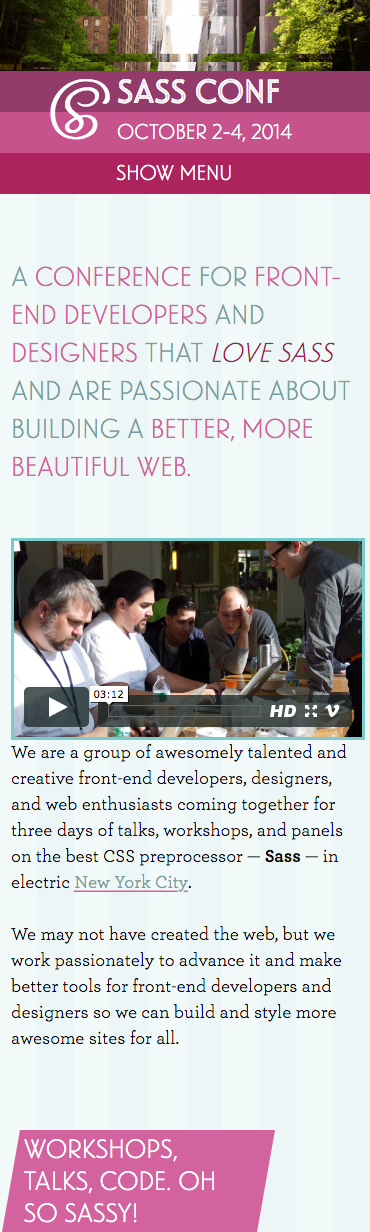 SASS CONF
OCTOBER 2-4, 2014
SHOW MENU
A CONFERENCE FOR FRONT-
END DEVELOPERS AND
DESIGNERS THAT LOVE SASS
AND ARE PASSIONATE ABOUT
BUILDING A BETTER, MORE
BEAUTIFUL WEB.
03:12
HD
We are a group of awesomely talented and
creative front-end developers, designers,
and web enthusiasts coming together for
three days of talks, workshops, and panels
on the best CSS preprocessor — Sass — in
electric New York City.
We may not have created the web, but we
work passionately to advance it and make
better tools for front-end developers and
designers so we can build and style more
awesome sites for all.
WORKSHOPS,
TALKS, CODE. OH
SO SASSY!